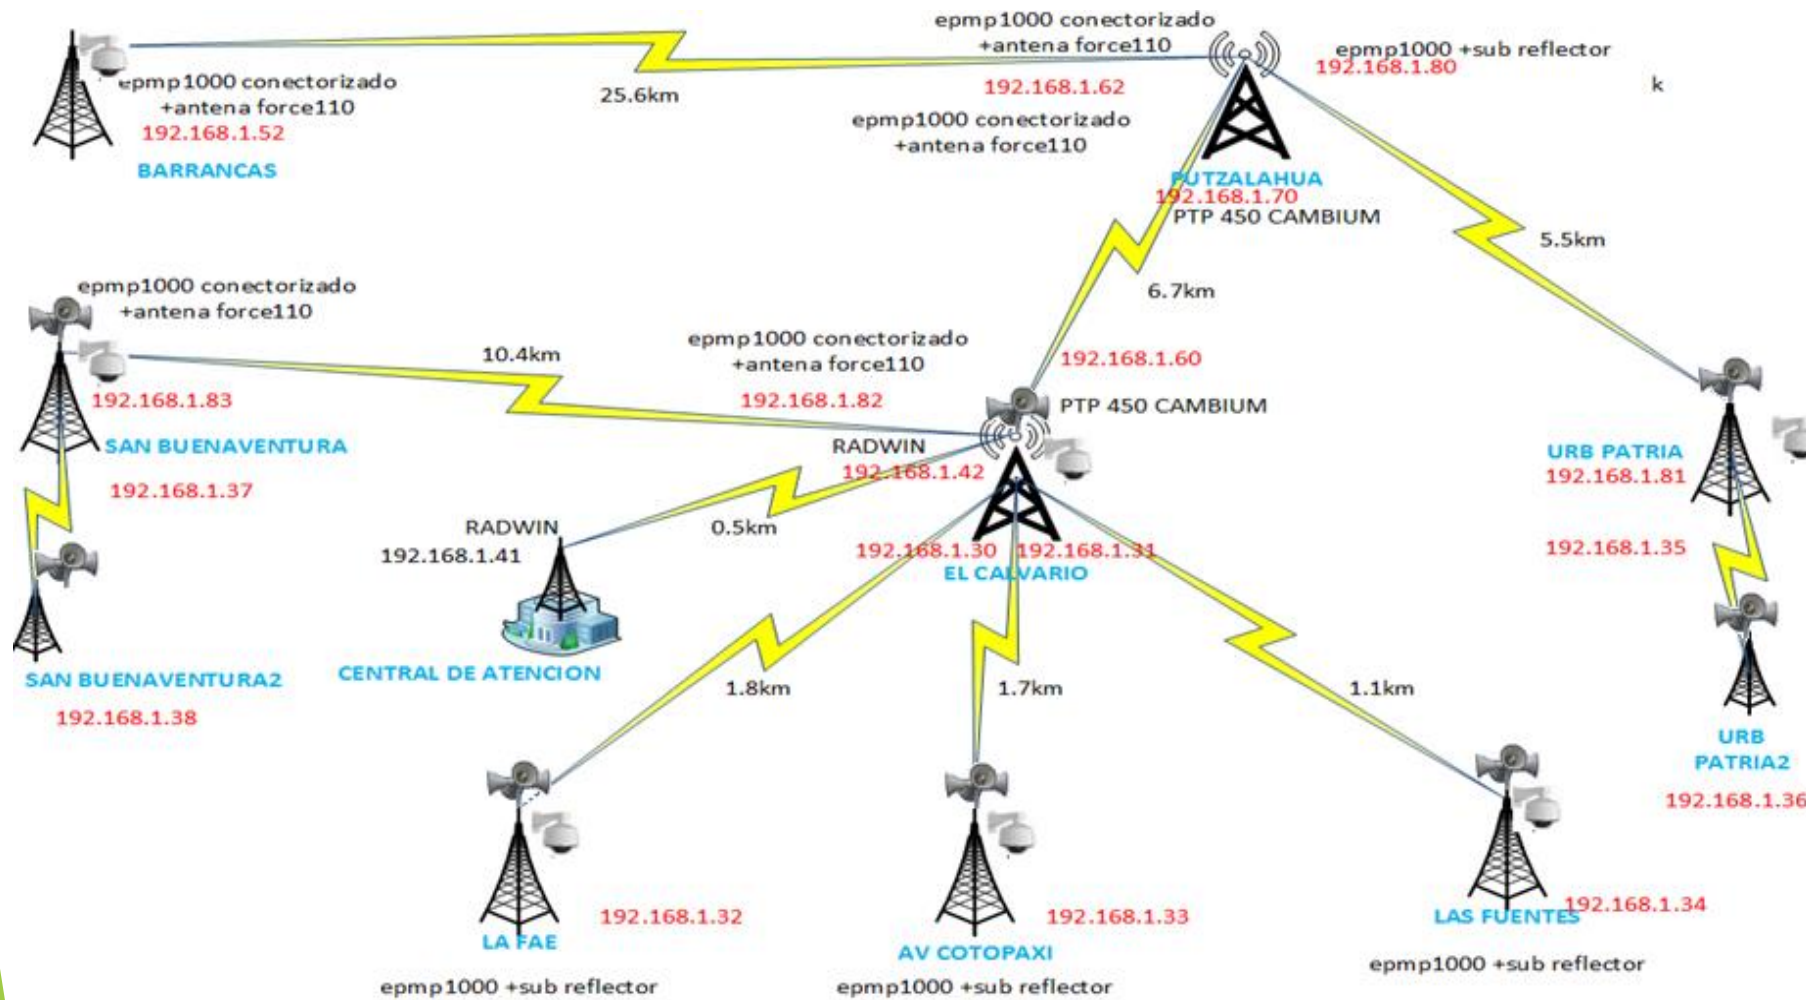 epmp1000 conectorizado
+antena force110
192.168.1.52
BARRANCAS
25.6km
epmp1000 conectorizado
+antena force110
192.168.1.62
epmp1000 conectorizado
+antena force110
epmp1000 +sub reflector
192.168.1.80
k
PUTZALAHUA
192.168.1.70
PTP 450 CAMBIUM
5.5km
6.7km
epmp1000 conectorizado
+antena force110
10.4km
192.168.1.83
SAN BUENAVENTURA
192.168.1.37
epmp1000 conectorizado
+antena force110
192.168.1.82
192.168.1.60
PTP 450 CAMBIUM
RADWIN
192.168.1.42
URB PATRIA
192.168.1.81
192.168.1.35
RADWIN
192.168.1.41
0.5km
192.168.1.30
192.168.1.31
EL CALVARIO
CENTRAL DE ATENCION
SAN BUENAVENTURA2
192.168.1.38
1.8km
1.7km
1.1km
URB
PATRIA2
192.168.1.36
192.168.1.32
LA FAE
epmp1000 +sub reflector
192.168.1.33
AV COTOPAXI
epmp1000 +sub reflector
192.168.1.34
LAS FUENTES
epmp1000 +sub reflector